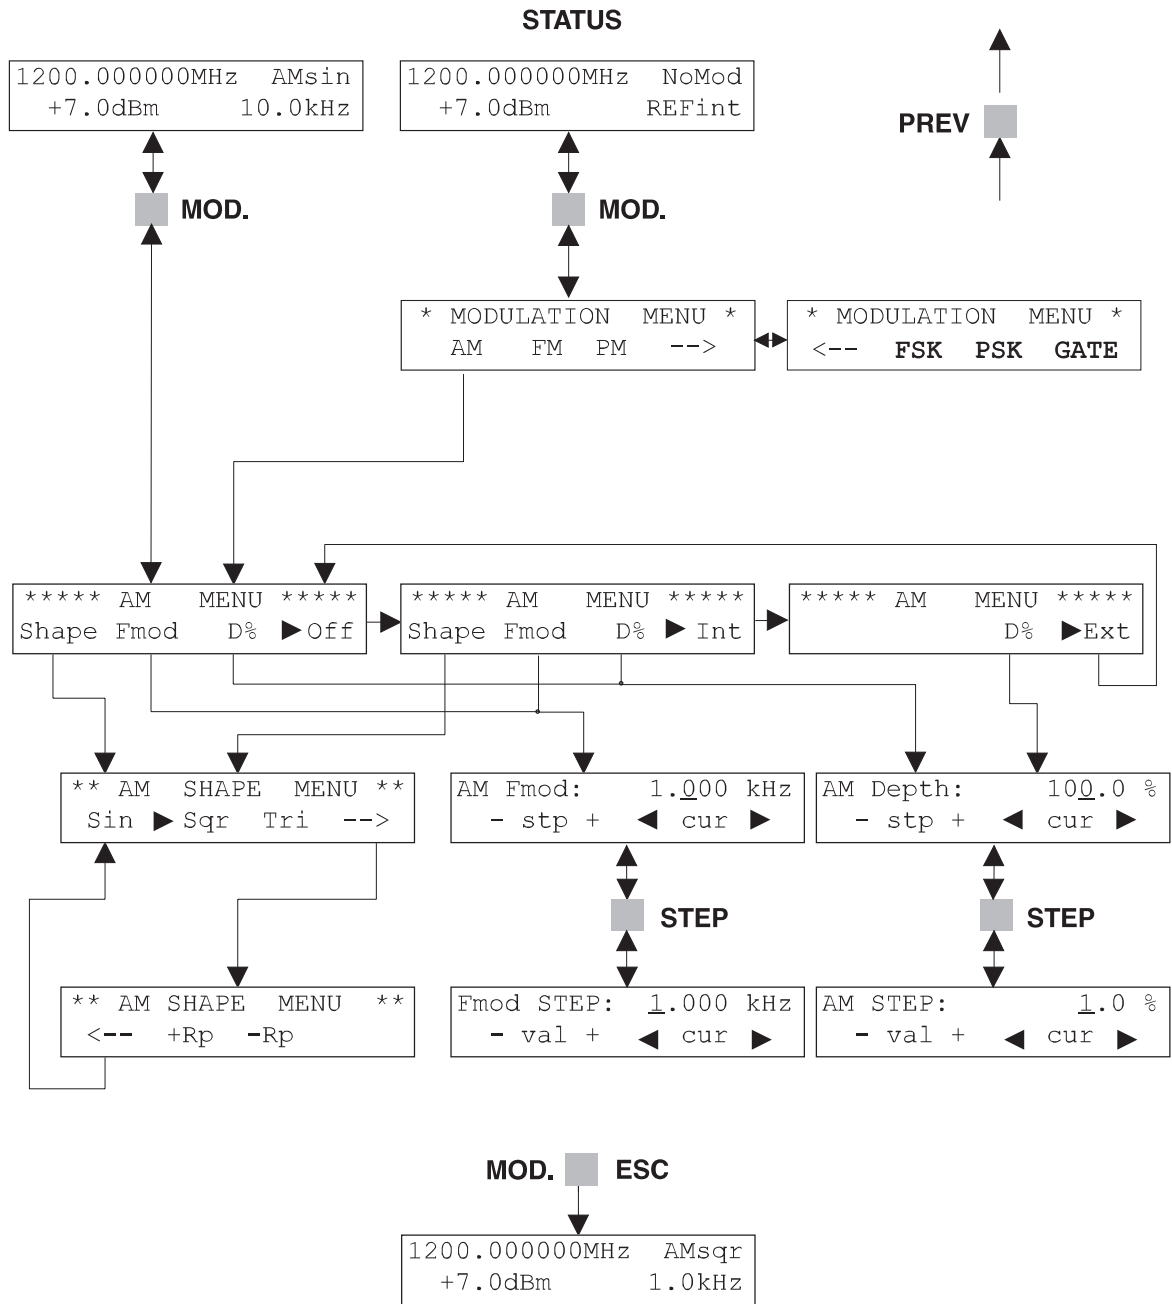 STATUS
1200.000000MHz AMsin
+7.0dBm 10.0kHz
1200.000000MHz NoMod
+7.0dBm REFint
PREV
MOD.
MOD.
* MODULATION MENU *
AM FM PM -->
* MODULATION MENU *
<-- FSK PSK GATE
***** AM MENU *****
Shape Fmod D% ▶Off
***** AM MENU *****
Shape Fmod D% ▶ Int
***** AM MENU *****
D% ▶Ext
** AM SHAPE MENU **
Sin ▶ Sqr Tri -->
AM Fmod: 1.000 kHz
- stp + ◀ cur ▶
AM Depth: 100.0 %
- stp + ◀ cur ▶
STEP
STEP
** AM SHAPE MENU **
<-- +Rp -Rp
Fmod STEP: 1.000 kHz
- val + ◀ cur ▶
AM STEP: 1.0 %
- val + ◀ cur ▶
MOD. ESC
1200.000000MHz AMsqr
+7.0dBm 1.0kHz